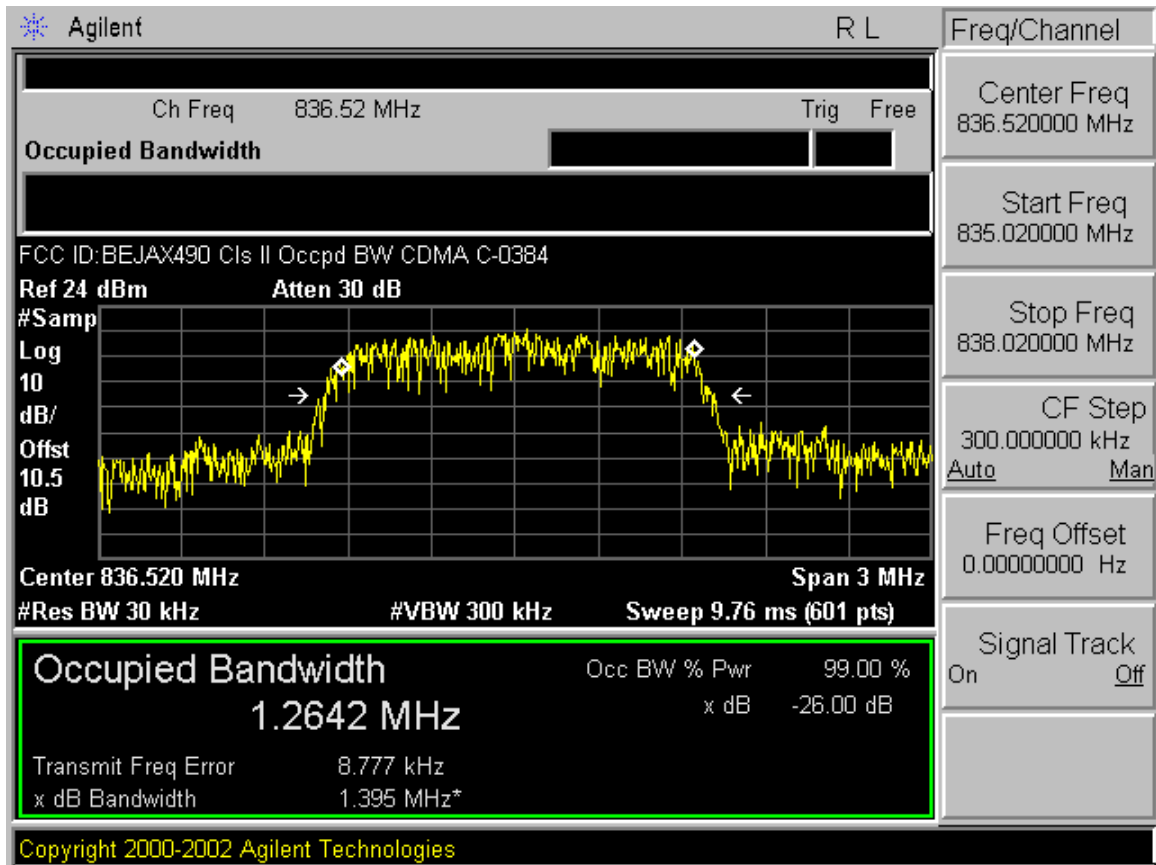 Agilent R L Freq/Channel
Ch Freq 836.52 MHz Trig Free
Occupied Bandwidth
Center Freq
836.520000 MHz
Start Freq
835.020000 MHz
Stop Freq
838.020000 MHz
CF Step
300.000000 kHz
Auto Man
Freq Offset
0.00000000 Hz
Signal Track
On Off
FCC ID:BEJAX490 Cls II Occpd BW CDMA C-0384
Ref 24 dBm Atten 30 dB
#Samp
Log
10
dB/
Offst
10.5
dB
Center 836.520 MHz Span 3 MHz
#Res BW 30 kHz #VBW 300 kHz Sweep 9.76 ms (601 pts)
Occupied Bandwidth Occ BW % Pwr 99.00 %
1.2642 MHz x dB -26.00 dB
Transmit Freq Error 8.777 kHz
x dB Bandwidth 1.395 MHz*
Copyright 2000-2002 Agilent Technologies